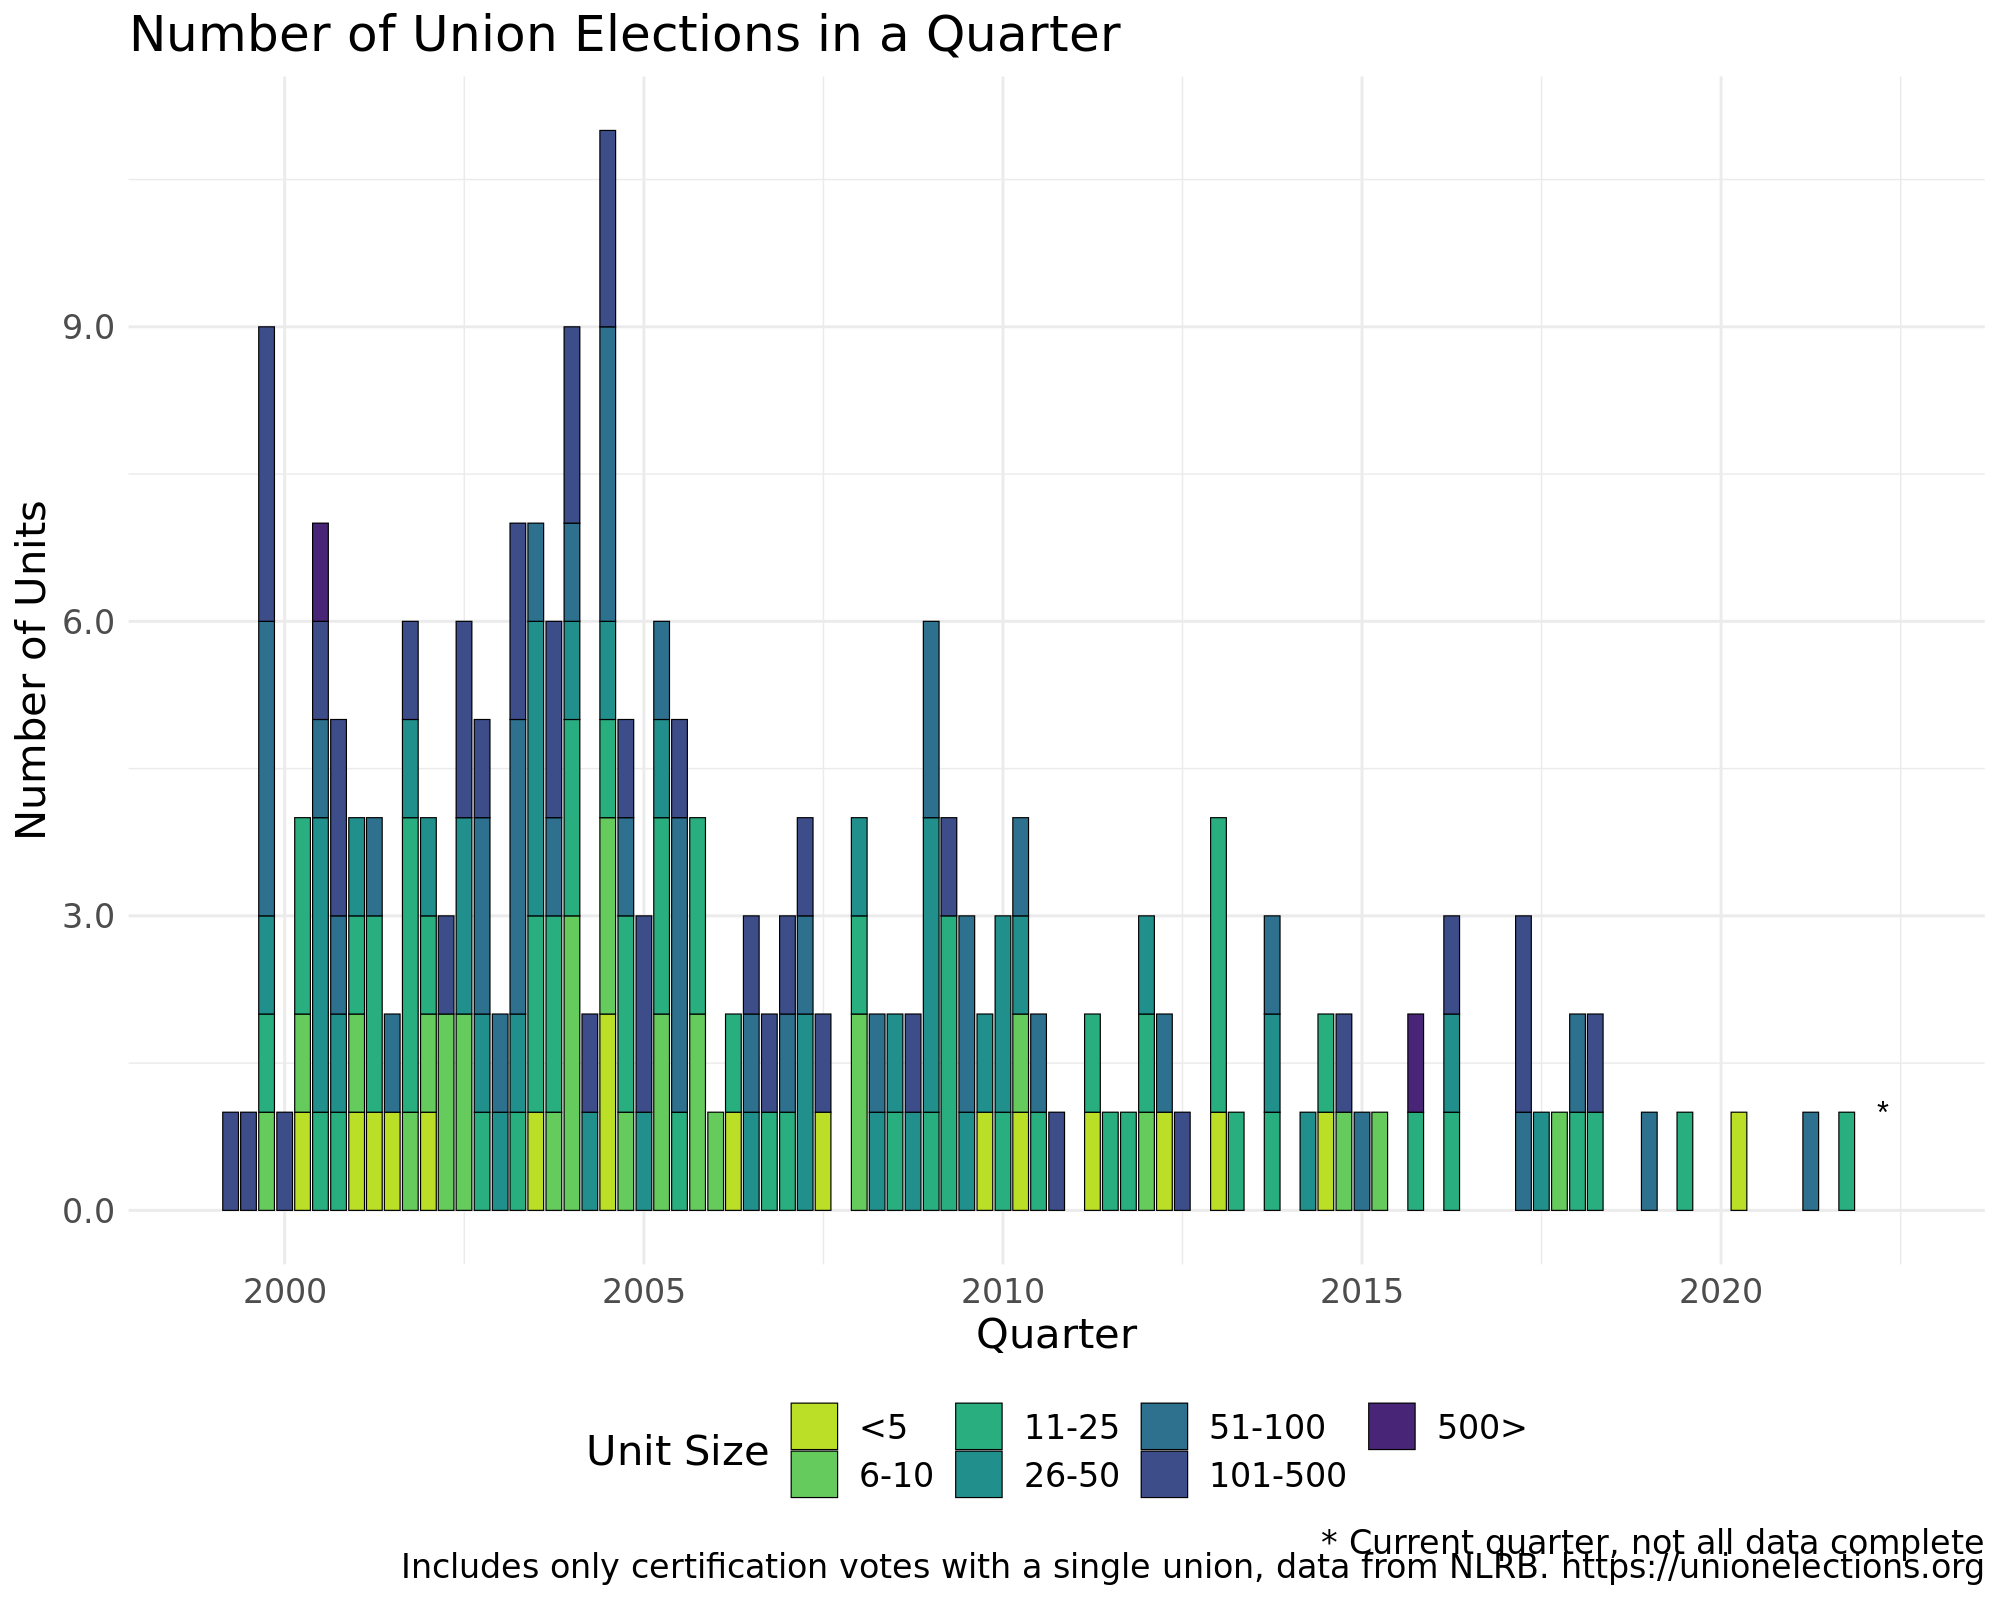 Number of Union Elections in a Quarter
Number of Units
9.0
6.0
3.0
0.0
*
2000 2005 2010 2015 2020
Quarter
Unit Size
<5 11-25 51-100 500>
6-10 26-50 101-500
* Current quarter, not all data complete
Includes only certification votes with a single union, data from NLRB. https://unionelections.org